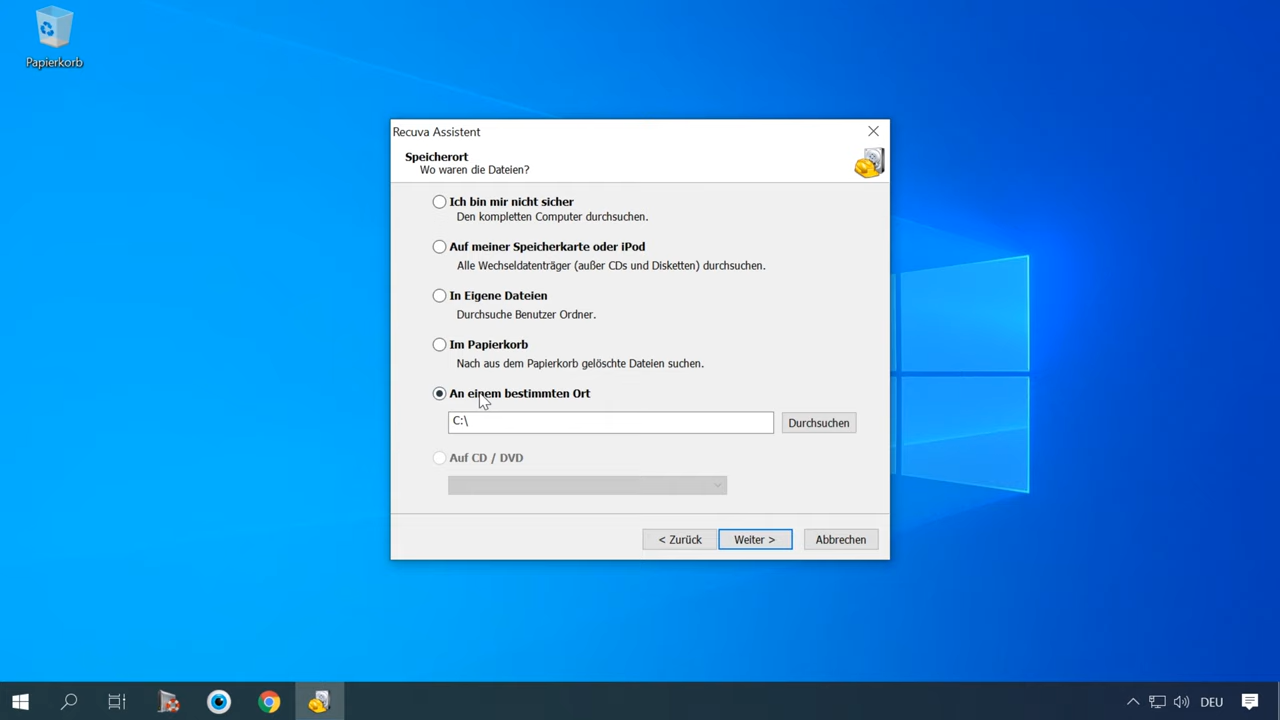 Papierkorb
Recuva Assistent
Speicherort
Wo waren die Dateien?
Ich bin mir nicht sicher
Den kompletten Computer durchsuchen.
Auf meiner Speicherkarte oder iPod
Alle Wechseldatenträger (außer CDs und Disketten) durchsuchen.
In Eigene Dateien
Durchsuche Benutzer Ordner.
Im Papierkorb
Nach aus dem Papierkorb gelöschte Dateien suchen.
An einem bestimmten Ort
C:\ Durchsuchen
Auf CD / DVD
< Zurück Weiter > Abbrechen
DEU